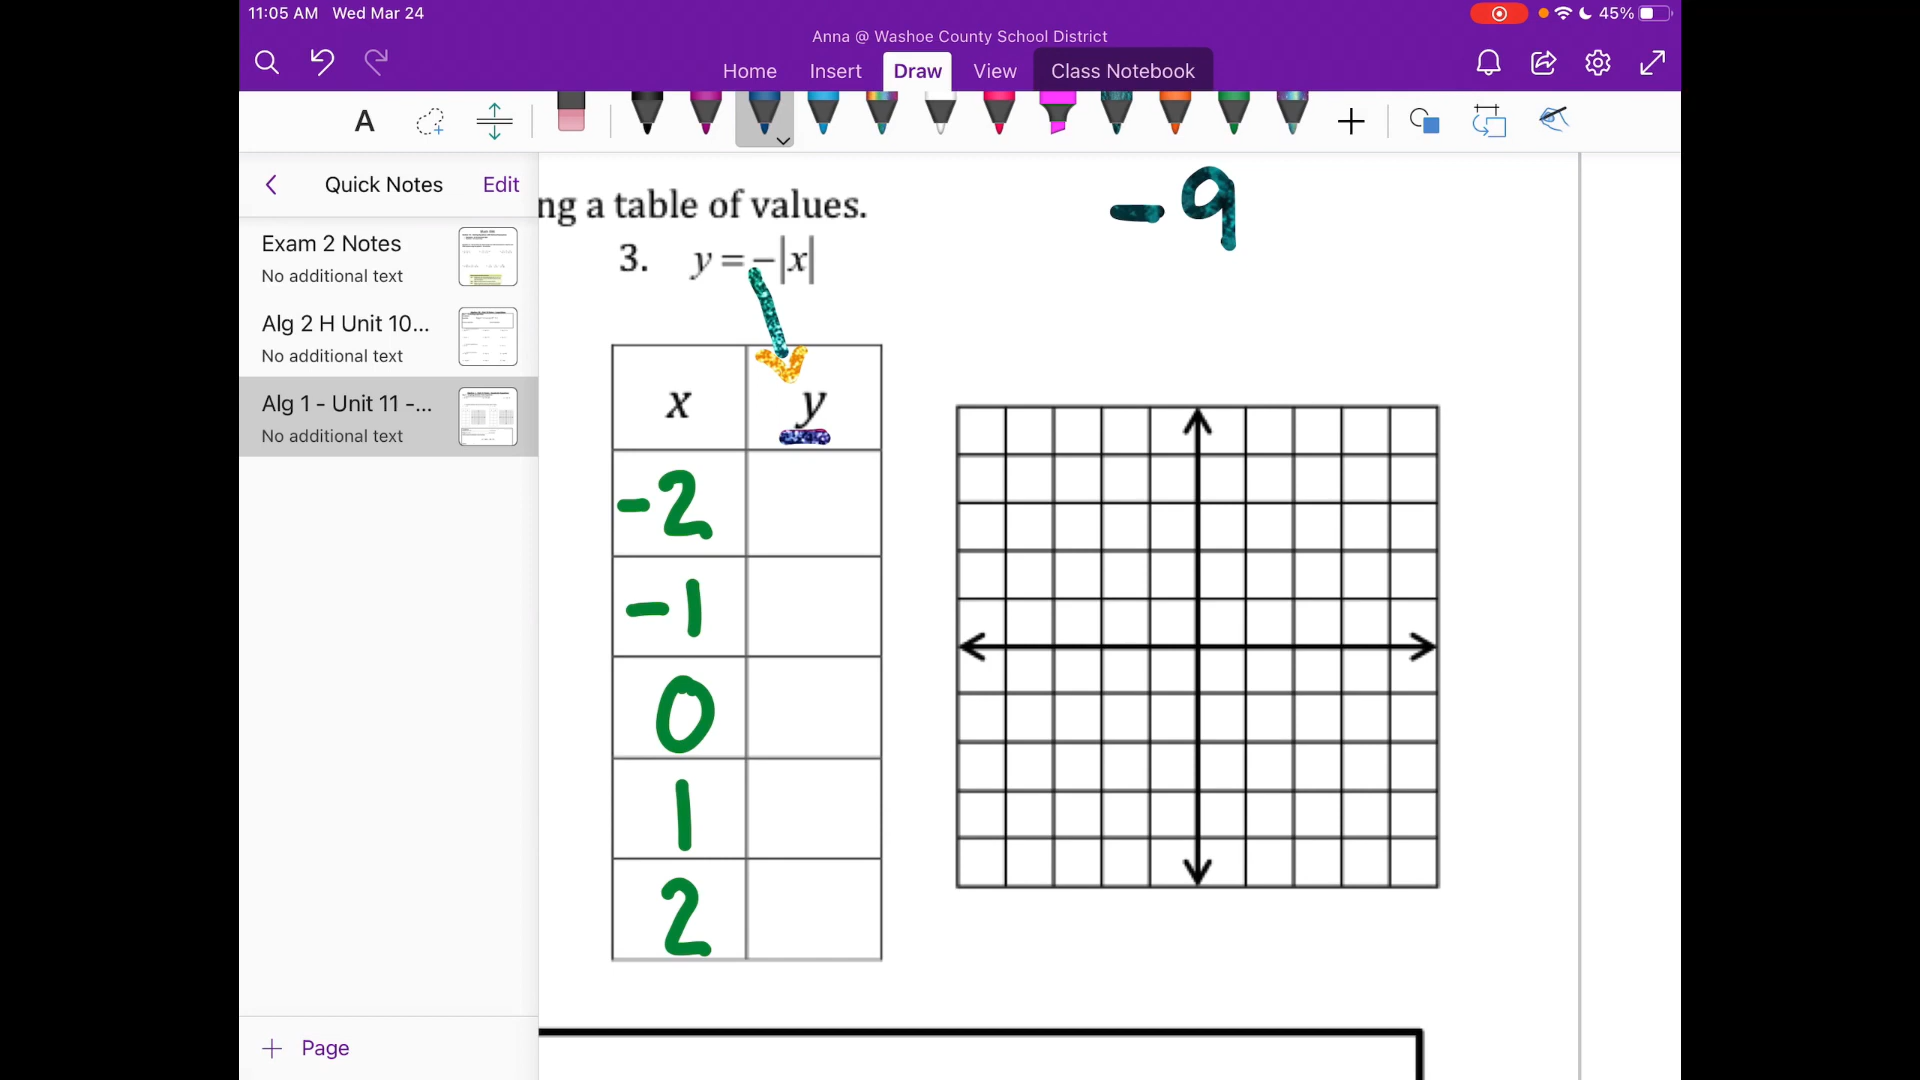 11:05 AM Wed Mar 24
45%
Anna @ Washoe County School District
Home Insert Draw View Class Notebook
A
Quick Notes Edit
Exam 2 Notes
No additional text
Alg 2 H Unit 10...
No additional text
Alg 1 - Unit 11 -...
No additional text
+ Page
ng a table of values.
-9
3. y = -|x|
x y
-2
-1
0
1
2